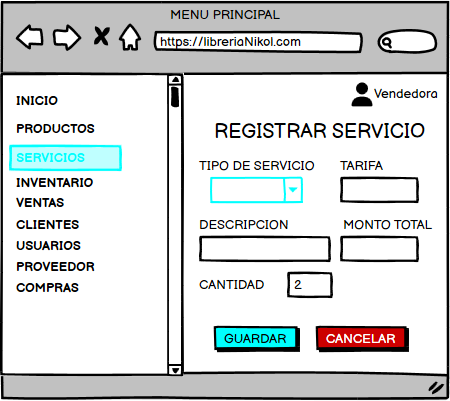 MENU PRINCIPAL
https://libreriaNikol.com
Vendedora
INICIO
PRODUCTOS
SERVICIOS
INVENTARIO
VENTAS
CLIENTES
USUARIOS
PROVEEDOR
COMPRAS
REGISTRAR SERVICIO
TIPO DE SERVICIO TARIFA
DESCRIPCION MONTO TOTAL
CANTIDAD 2
GUARDAR CANCELAR